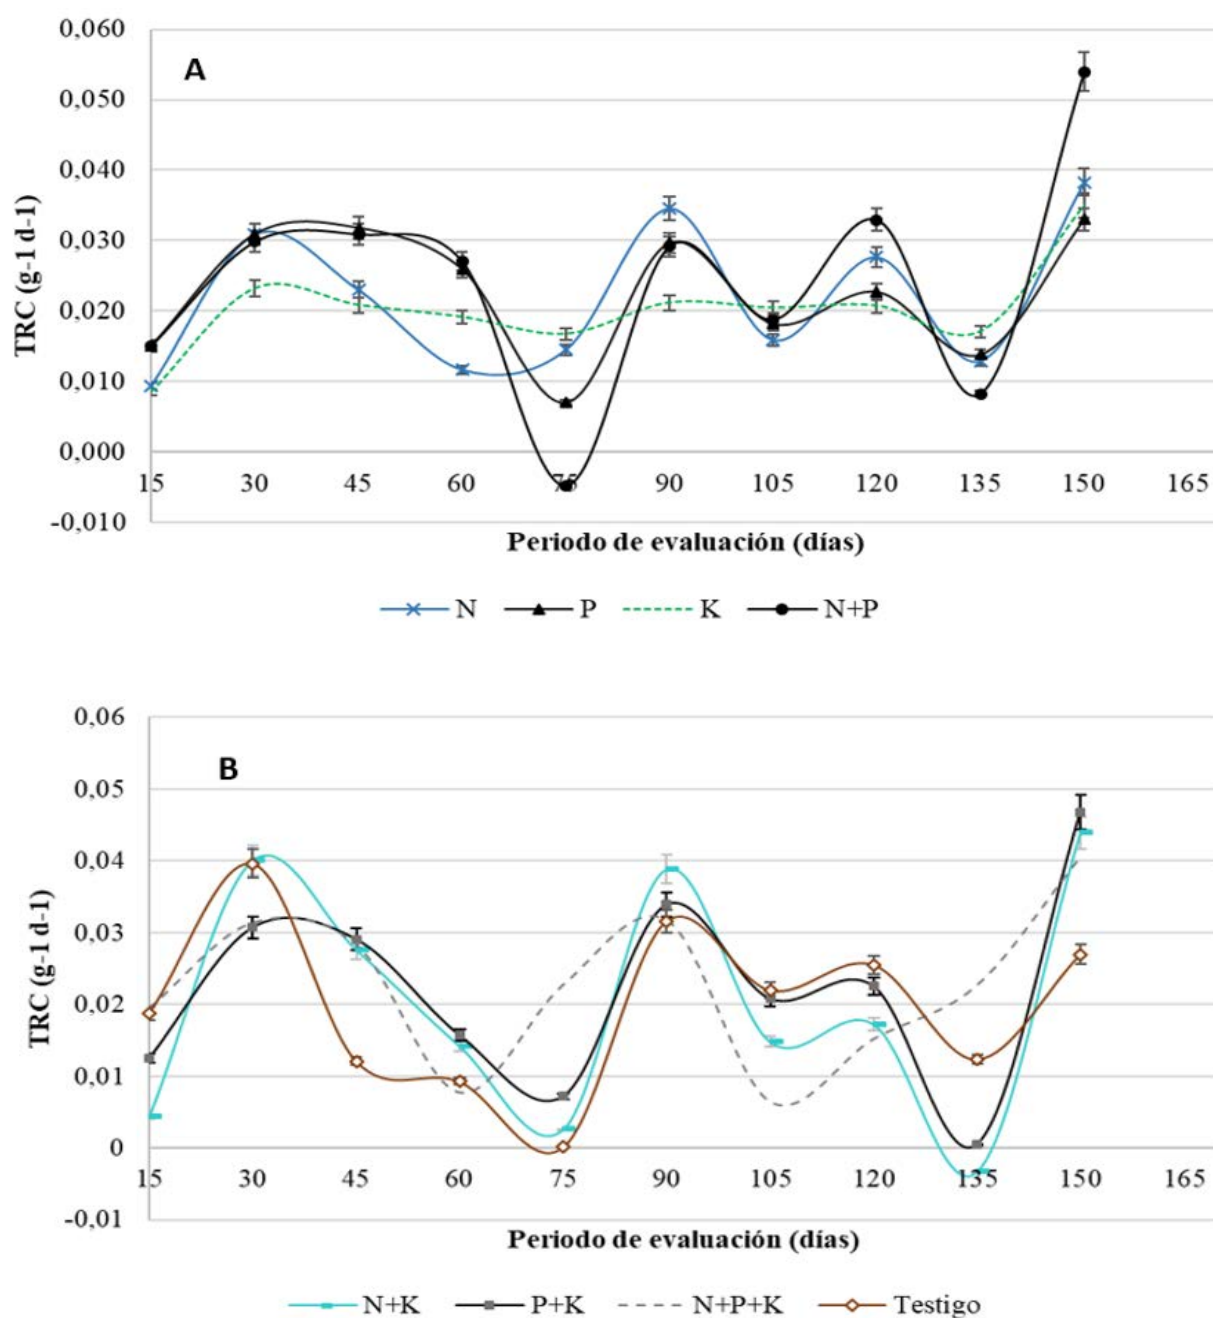 0,060
A
0,050
0,040
0,030
0,020
0,010
0,000
-0,010
TRC (g-1 d-1)
15 30 45 60 75 90 105 120 135 150 165
Periodo de evaluación (días)
N P K N+P
0,06
B
0,05
0,04
0,03
0,02
0,01
0
-0,01
TRC (g-1 d-1)
15 30 45 60 75 90 105 120 135 150 165
Periodo de evaluación (días)
N+K P+K N+P+K Testigo